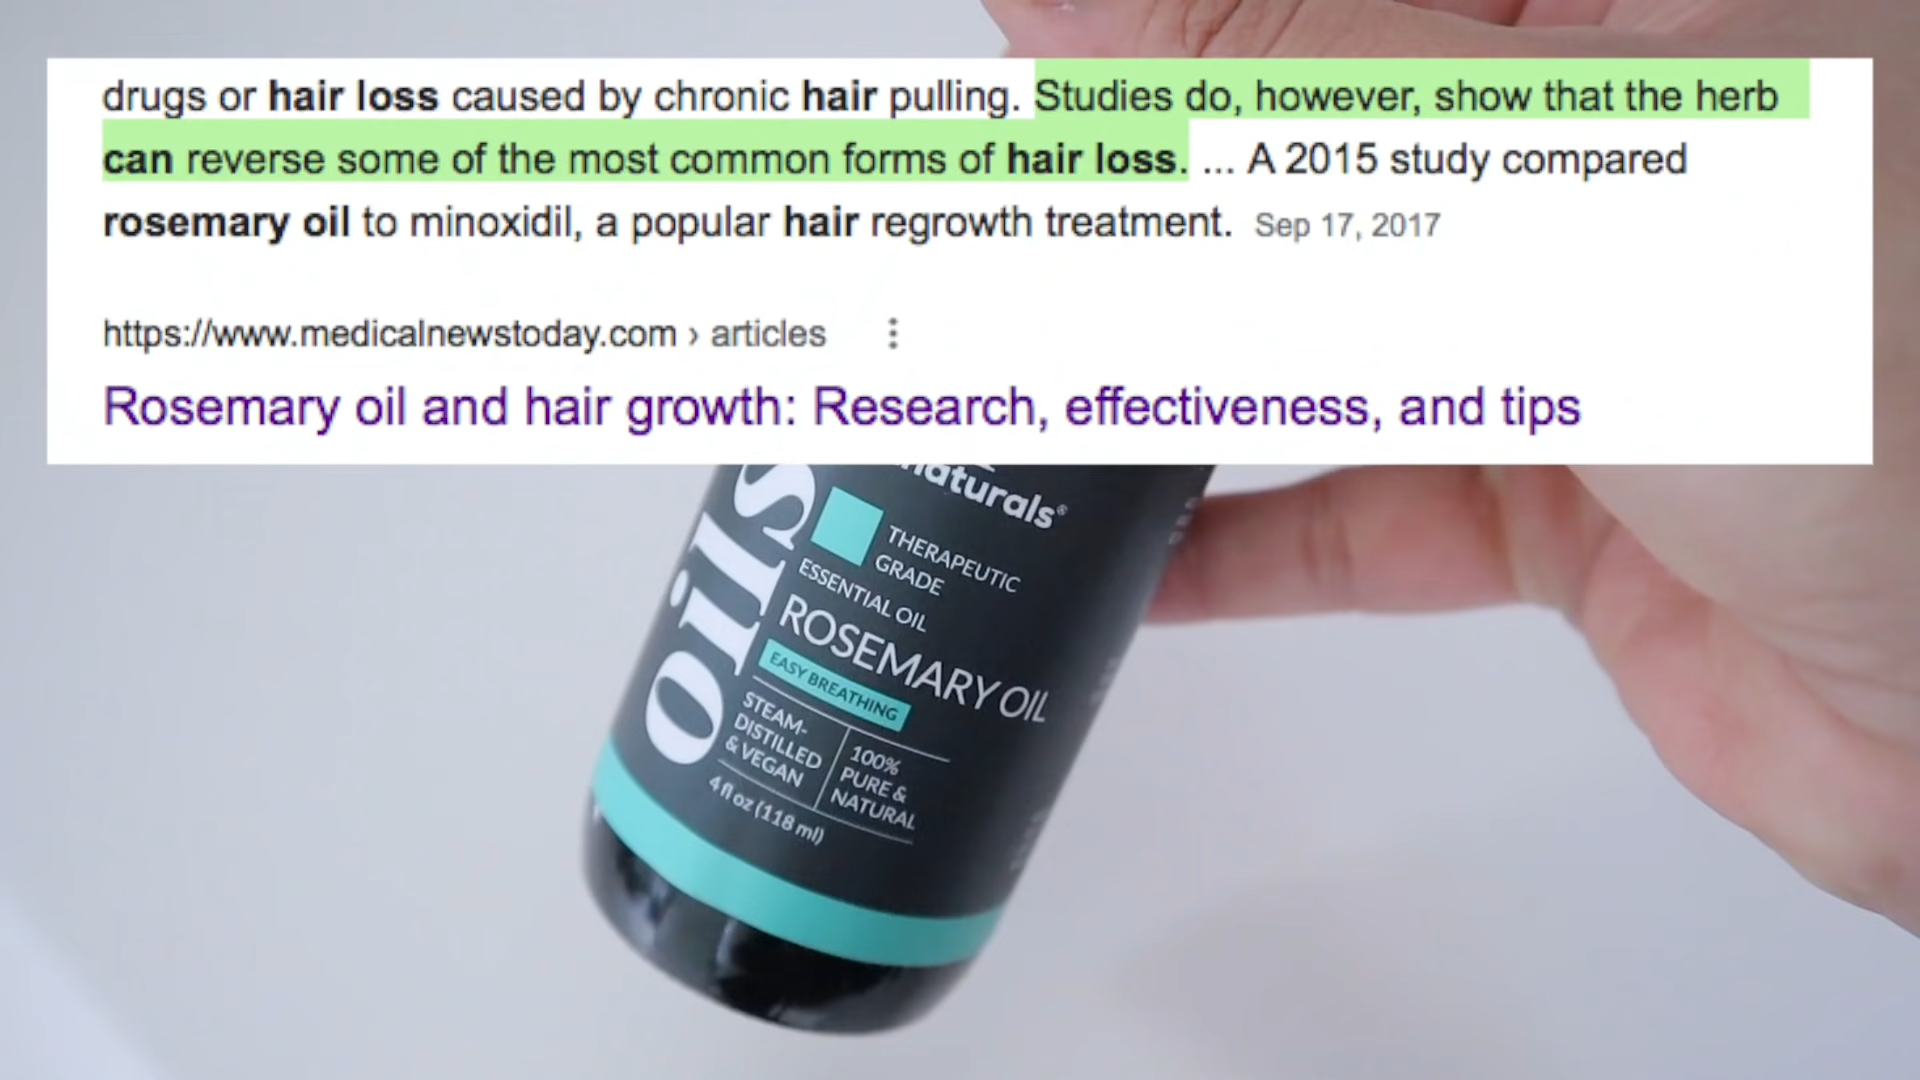 drugs or hair loss caused by chronic hair pulling. Studies do, however, show that the herb
can reverse some of the most common forms of hair loss. ... A 2015 study compared
rosemary oil to minoxidil, a popular hair regrowth treatment. Sep 17, 2017
https://www.medicalnewstoday.com › articles
Rosemary oil and hair growth: Research, effectiveness, and tips
naturals®
oils
THERAPEUTIC
GRADE
ESSENTIAL OIL
ROSEMARY OIL
EASY BREATHING
STEAM-
DISTILLED
& VEGAN
100%
PURE &
NATURAL
4 fl oz (118 ml)